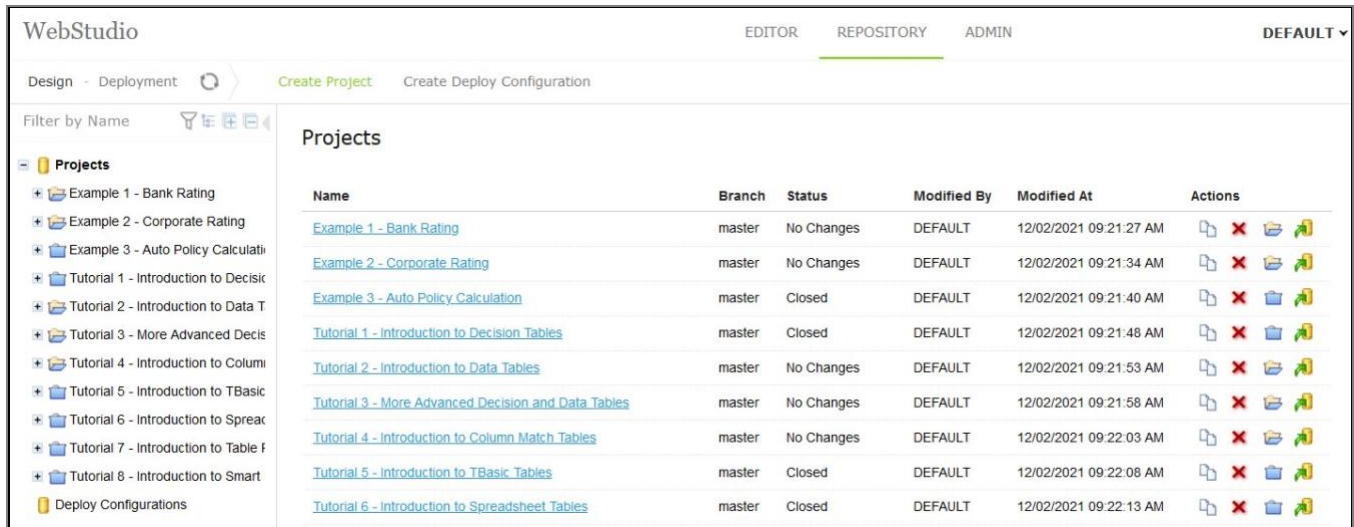 WebStudio EDITOR REPOSITORY ADMIN DEFAULT
Design - Deployment Create Project Create Deploy Configuration
Filter by Name
Projects
Example 1 - Bank Rating
Example 2 - Corporate Rating
Example 3 - Auto Policy Calculatio
Tutorial 1 - Introduction to Decisic
Tutorial 2 - Introduction to Data T
Tutorial 3 - More Advanced Decis
Tutorial 4 - Introduction to Colum
Tutorial 5 - Introduction to TBasic
Tutorial 6 - Introduction to Spreac
Tutorial 7 - Introduction to Table F
Tutorial 8 - Introduction to Smart
Deploy Configurations
Projects
Name Branch Status Modified By Modified At Actions
Example 1 - Bank Rating master No Changes DEFAULT 12/02/2021 09:21:27 AM
Example 2 - Corporate Rating master No Changes DEFAULT 12/02/2021 09:21:34 AM
Example 3 - Auto Policy Calculation master Closed DEFAULT 12/02/2021 09:21:40 AM
Tutorial 1 - Introduction to Decision Tables master Closed DEFAULT 12/02/2021 09:21:48 AM
Tutorial 2 - Introduction to Data Tables master No Changes DEFAULT 12/02/2021 09:21:53 AM
Tutorial 3 - More Advanced Decision and Data Tables master No Changes DEFAULT 12/02/2021 09:21:58 AM
Tutorial 4 - Introduction to Column Match Tables master No Changes DEFAULT 12/02/2021 09:22:03 AM
Tutorial 5 - Introduction to TBasic Tables master Closed DEFAULT 12/02/2021 09:22:08 AM
Tutorial 6 - Introduction to Spreadsheet Tables master Closed DEFAULT 12/02/2021 09:22:13 AM